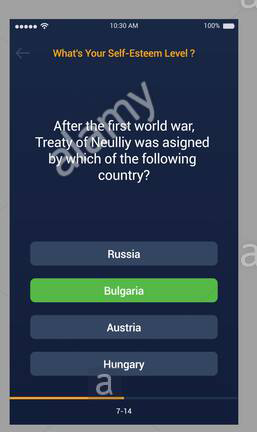 10:30 AM
100%
What's Your Self-Esteem Level ?
After the first world war,
Treaty of Neulliy was asigned
by which of the following
country?
alamy
Russia
Bulgaria
Austria
Hungary
a
7-14